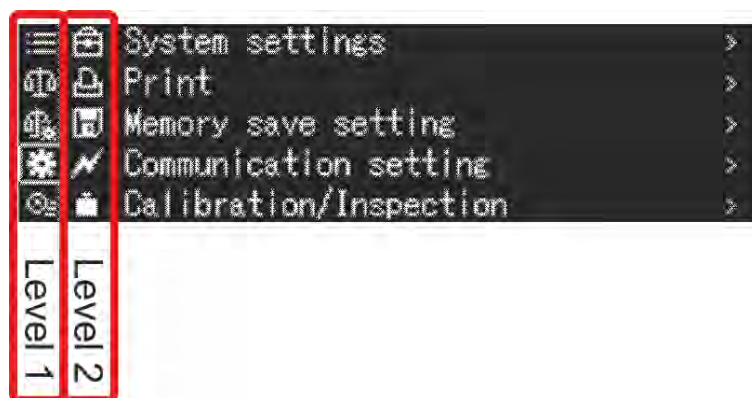 System settings >
Print >
Memory save setting >
Communication setting >
Calibration/Inspection >
Level 1
Level 2